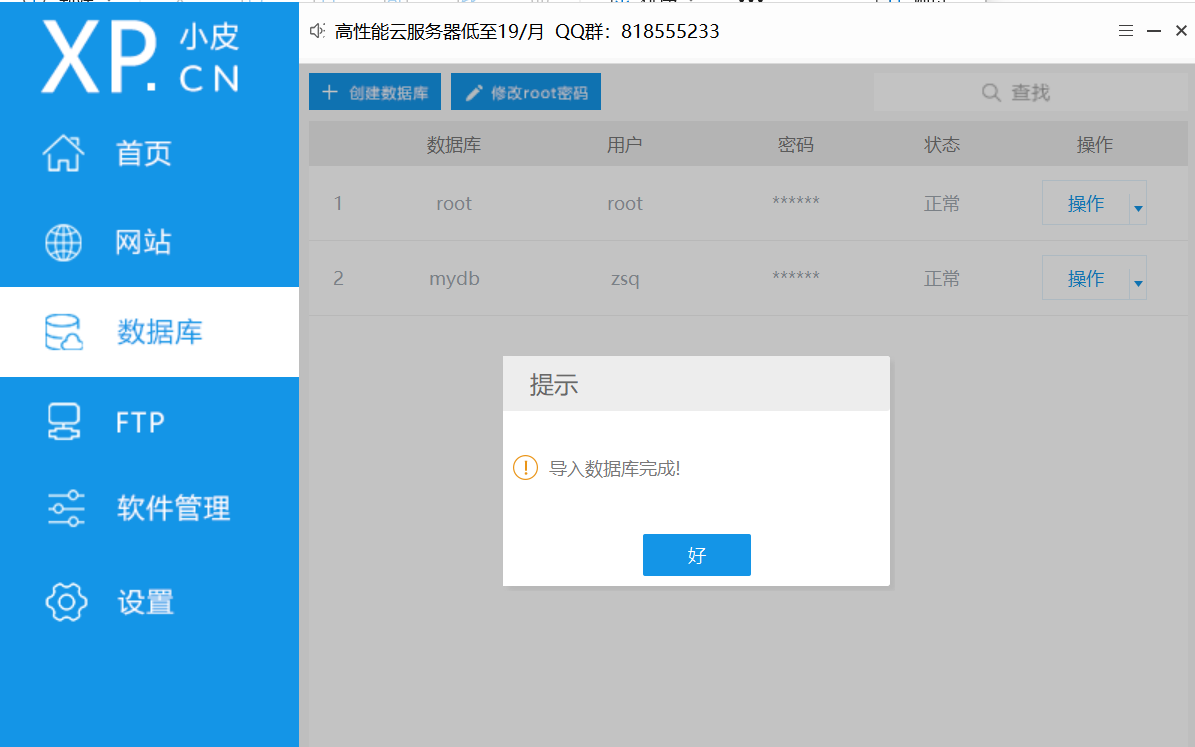 XP. 小皮 CN
高性能云服务器低至19/月 QQ群：818555233
首页
网站
数据库
FTP
软件管理
设置
创建数据库 修改root密码 查找
数据库 用户 密码 状态 操作
1 root root ****** 正常 操作
2 mydb zsq ****** 正常 操作
提示
导入数据库完成!
好